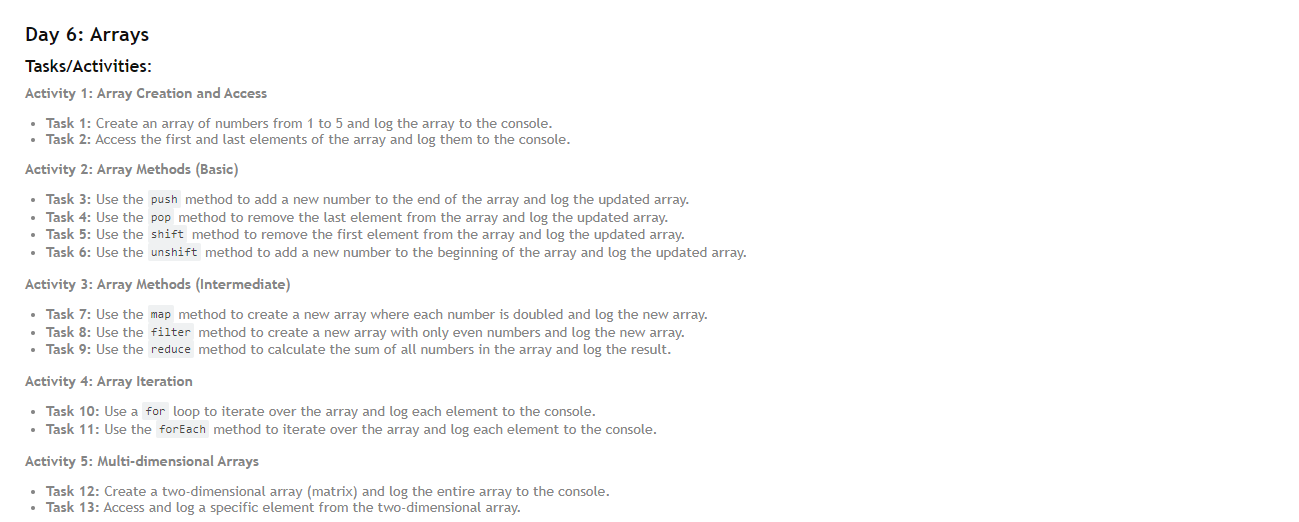 Day 6: Arrays
Tasks/Activities:
Activity 1: Array Creation and Access
• Task 1: Create an array of numbers from 1 to 5 and log the array to the console.
• Task 2: Access the first and last elements of the array and log them to the console.
Activity 2: Array Methods (Basic)
• Task 3: Use the push method to add a new number to the end of the array and log the updated array.
• Task 4: Use the pop method to remove the last element from the array and log the updated array.
• Task 5: Use the shift method to remove the first element from the array and log the updated array.
• Task 6: Use the unshift method to add a new number to the beginning of the array and log the updated array.
Activity 3: Array Methods (Intermediate)
• Task 7: Use the map method to create a new array where each number is doubled and log the new array.
• Task 8: Use the filter method to create a new array with only even numbers and log the new array.
• Task 9: Use the reduce method to calculate the sum of all numbers in the array and log the result.
Activity 4: Array Iteration
• Task 10: Use a for loop to iterate over the array and log each element to the console.
• Task 11: Use the forEach method to iterate over the array and log each element to the console.
Activity 5: Multi-dimensional Arrays
• Task 12: Create a two-dimensional array (matrix) and log the entire array to the console.
• Task 13: Access and log a specific element from the two-dimensional array.